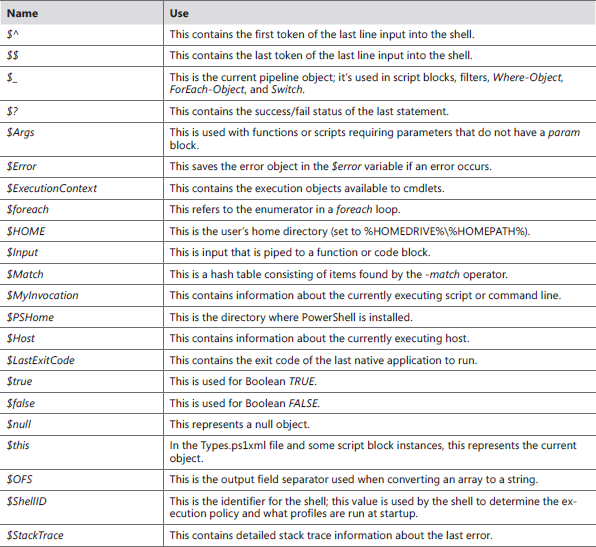 Name Use
$^ This contains the first token of the last line input into the shell.
$$ This contains the last token of the last line input into the shell.
$_ This is the current pipeline object; it's used in script blocks, filters, Where-Object,
ForEach-Object, and Switch.
$? This contains the success/fail status of the last statement.
$Args This is used with functions or scripts requiring parameters that do not have a param
block.
$Error This saves the error object in the $error variable if an error occurs.
$ExecutionContext This contains the execution objects available to cmdlets.
$foreach This refers to the enumerator in a foreach loop.
$HOME This is the user's home directory (set to %HOMEDRIVE%\%HOMEPATH%).
$Input This is input that is piped to a function or code block.
$Match This is a hash table consisting of items found by the -match operator.
$MyInvocation This contains information about the currently executing script or command line.
$PSHome This is the directory where PowerShell is installed.
$Host This contains information about the currently executing host.
$LastExitCode This contains the exit code of the last native application to run.
$true This is used for Boolean TRUE.
$false This is used for Boolean FALSE.
$null This represents a null object.
$this In the Types.ps1xml file and some script block instances, this represents the current
object.
$OFS This is the output field separator used when converting an array to a string.
$ShellID This is the identifier for the shell; this value is used by the shell to determine the ex-
ecution policy and what profiles are run at startup.
$StackTrace This contains detailed stack trace information about the last error.